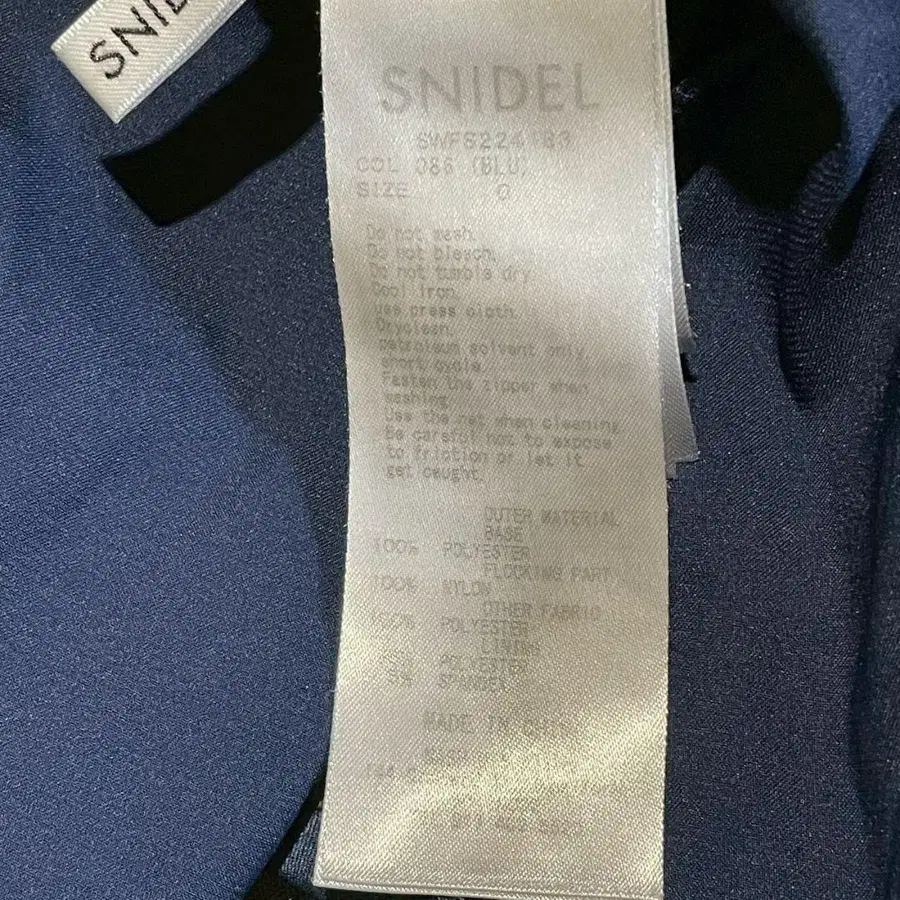 SNIDEL
SWFS224183
COL 086 (BLU)
SIZE 0
Do not wash.
Do not bleach.
Do not tumble dry.
Cool iron.
use press cloth.
Dryclean.
petroleum solvent only
short cycle.
Fasten the zipper when
washing.
Use the net when cleaning
Be careful not to expose
to friction or let it
get caught.
OUTER MATERIAL
BASE
100% POLYESTER
FLOCKING PART
100% NYLON
OTHER FABRIC
100% POLYESTER
LINING
POLYESTER
5% SPANDEX
MADE IN CHINA